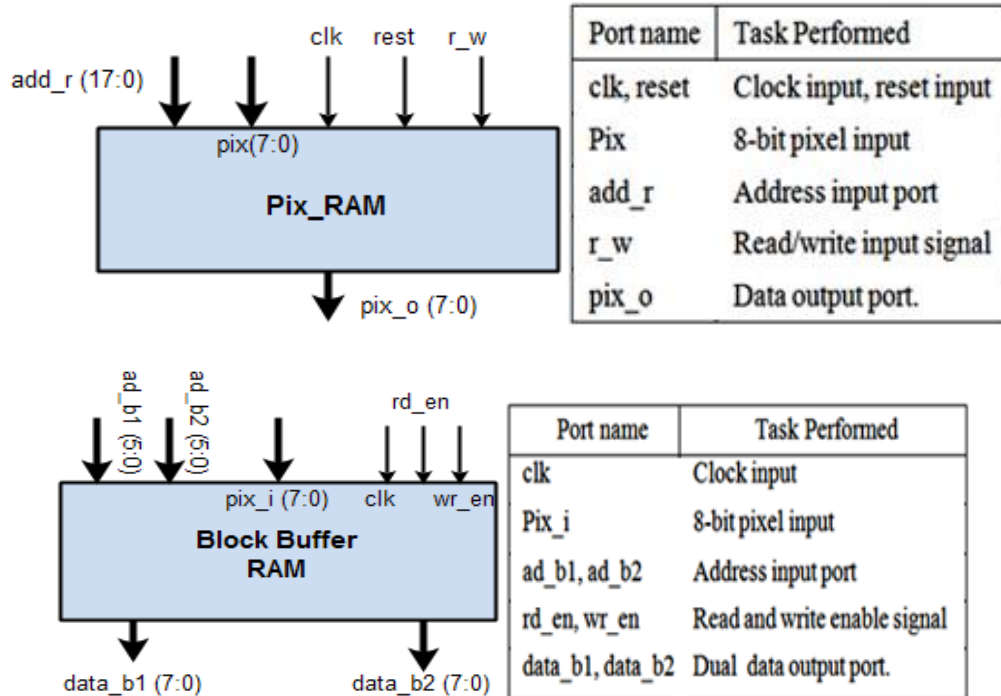 clk rest r_w
add_r (17:0)
pix(7:0)
Pix_RAM
pix_o (7:0)
Port name Task Performed
clk, reset Clock input, reset input
Pix 8-bit pixel input
add_r Address input port
r_w Read/write input signal
pix_o Data output port.
ad_b1 (5:0)
ad_b2 (5:0)
rd_en
pix_i (7:0) clk wr_en
Block Buffer
RAM
data_b1 (7:0) data_b2 (7:0)
Port name Task Performed
clk Clock input
Pix_i 8-bit pixel input
ad_b1, ad_b2 Address input port
rd_en, wr_en Read and write enable signal
data_b1, data_b2 Dual data output port.